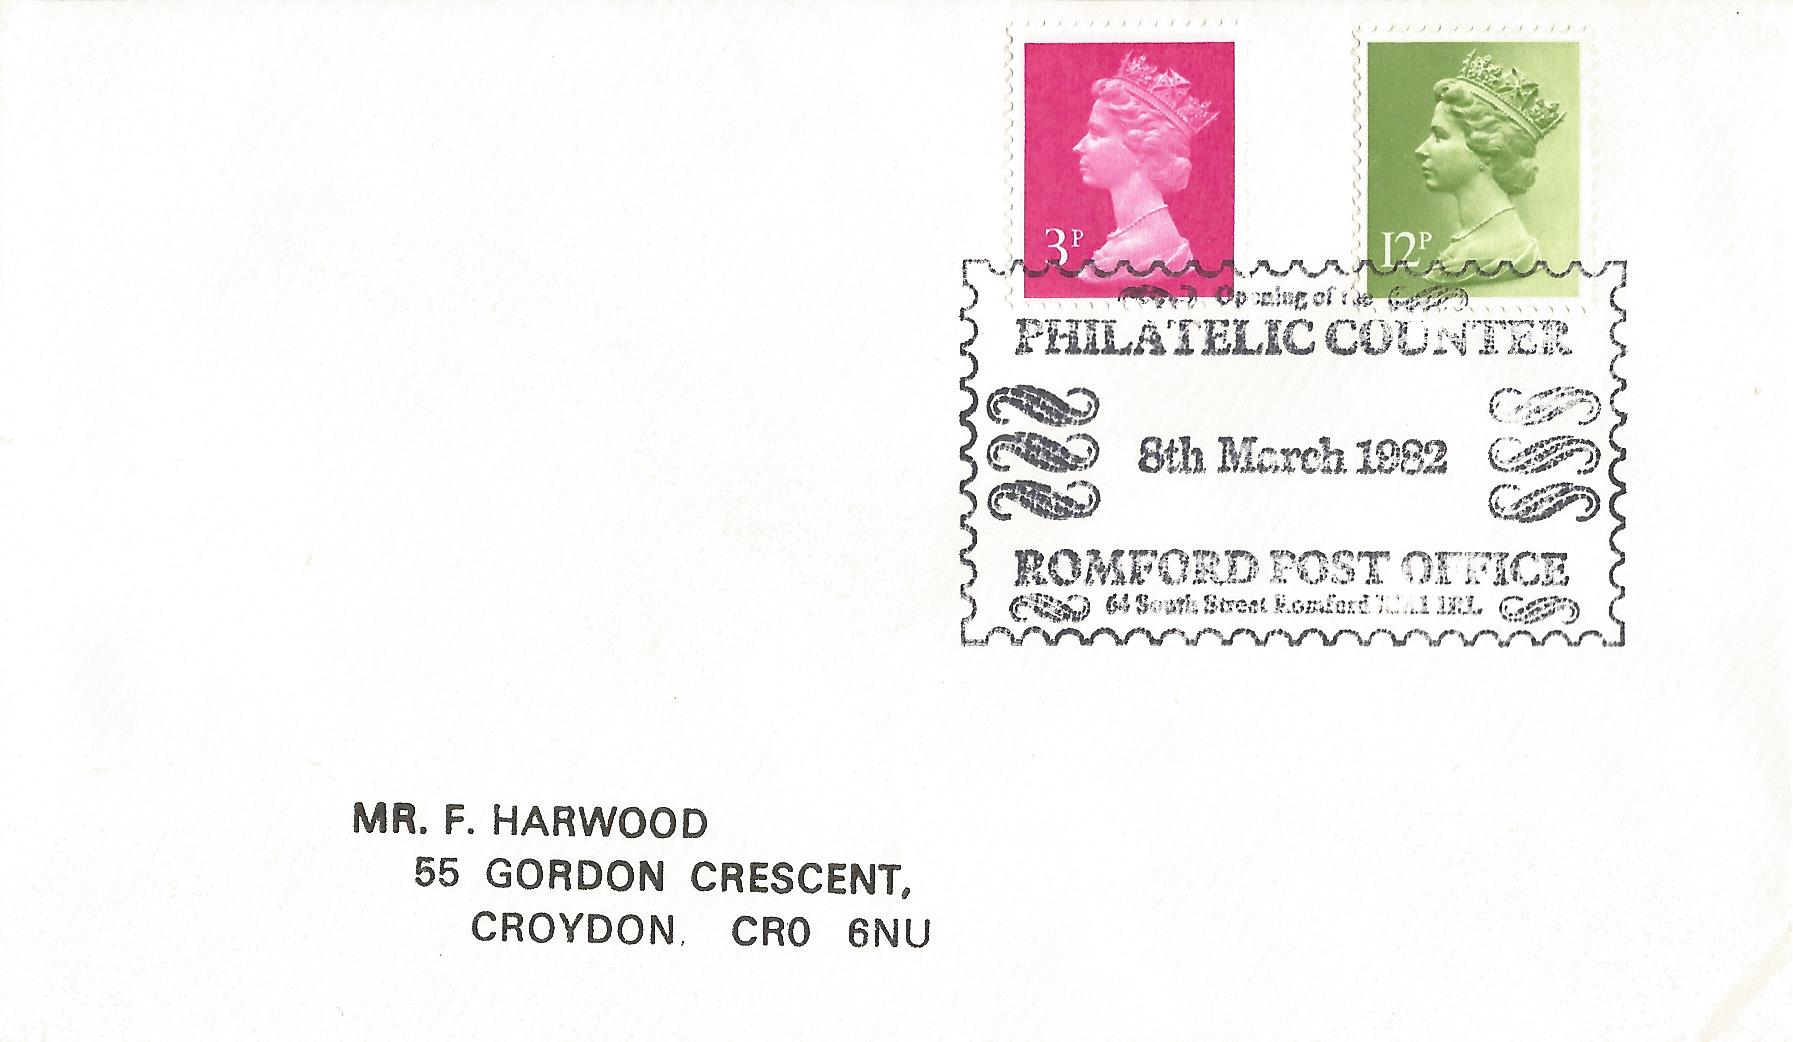 3P
12P
Opening of the
PHILATELIC COUNTER
8th March 1982
ROMFORD POST OFFICE
64 South Street Romford
MR. F. HARWOOD
55 GORDON CRESCENT,
CROYDON, CR0 6NU